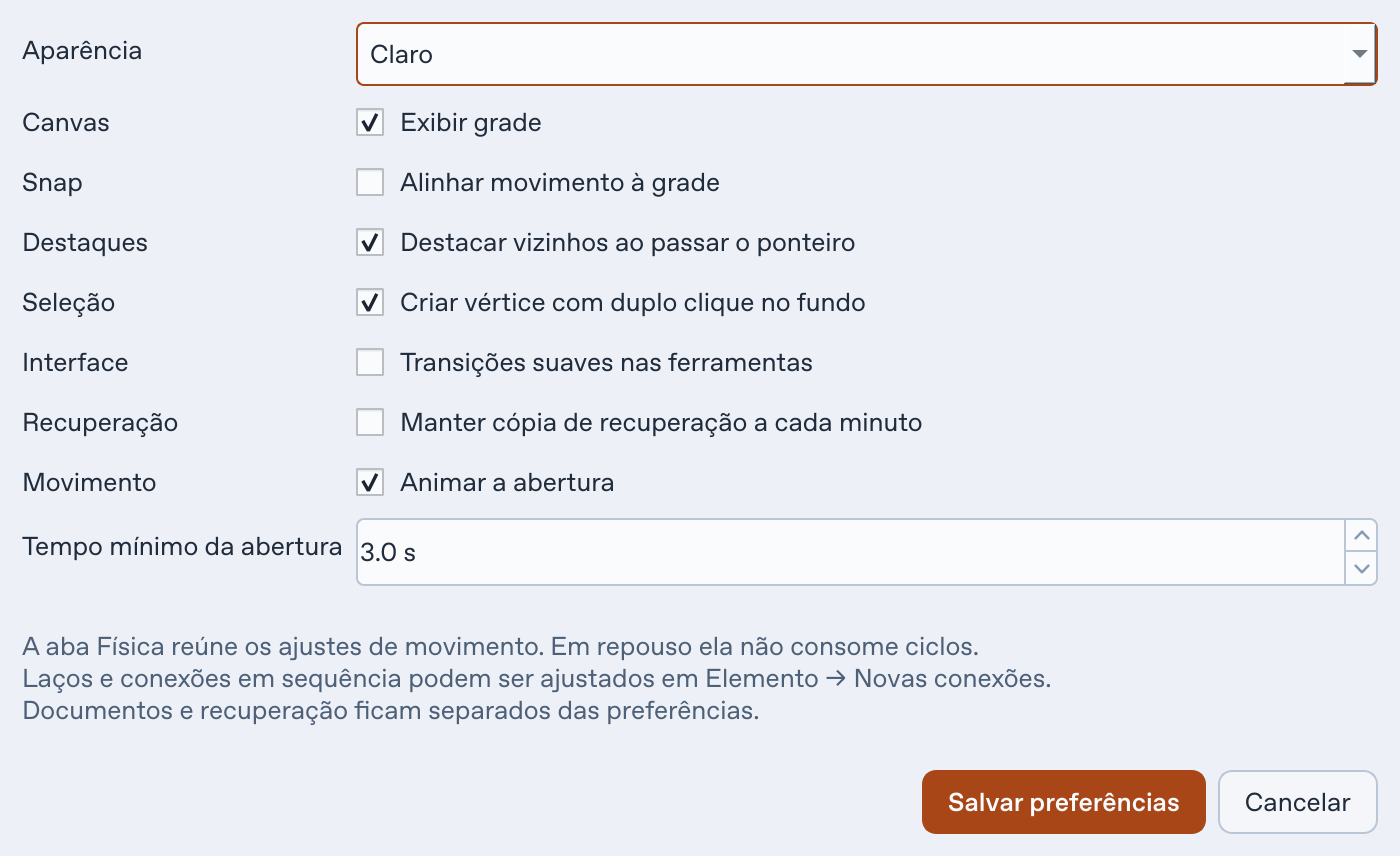 Aparência Claro
Canvas Exibir grade
Snap Alinhar movimento à grade
Destaques Destacar vizinhos ao passar o ponteiro
Seleção Criar vértice com duplo clique no fundo
Interface Transições suaves nas ferramentas
Recuperação Manter cópia de recuperação a cada minuto
Movimento Animar a abertura
Tempo mínimo da abertura 3.0 s
A aba Física reúne os ajustes de movimento. Em repouso ela não consome ciclos.
Laços e conexões em sequência podem ser ajustados em Elemento → Novas conexões.
Documentos e recuperação ficam separados das preferências.
Salvar preferências Cancelar